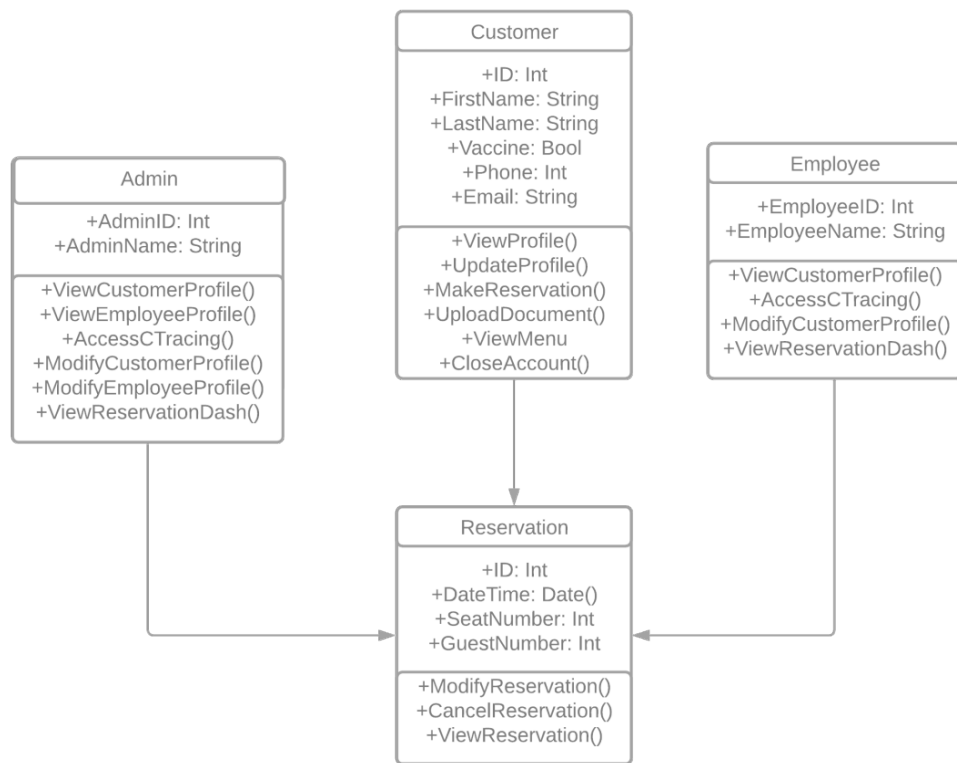 Customer
+ID: Int
+FirstName: String
+LastName: String
+Vaccine: Bool
+Phone: Int
+Email: String
+ViewProfile()
+UpdateProfile()
+MakeReservation()
+UploadDocument()
+ViewMenu
+CloseAccount()
Admin
+AdminID: Int
+AdminName: String
+ViewCustomerProfile()
+ViewEmployeeProfile()
+AccessCTracing()
+ModifyCustomerProfile()
+ModifyEmployeeProfile()
+ViewReservationDash()
Employee
+EmployeeID: Int
+EmployeeName: String
+ViewCustomerProfile()
+AccessCTracing()
+ModifyCustomerProfile()
+ViewReservationDash()
Reservation
+ID: Int
+DateTime: Date()
+SeatNumber: Int
+GuestNumber: Int
+ModifyReservation()
+CancelReservation()
+ViewReservation()